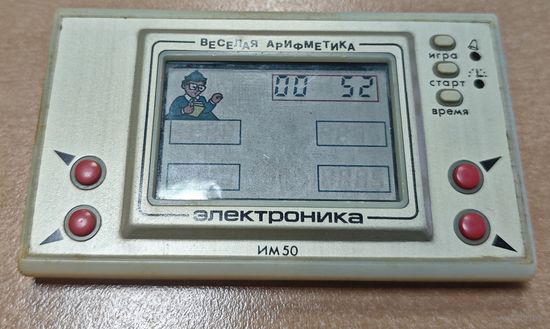 ВЕСЕЛАЯ АРИФМЕТИКА
игра
старт
время
00 52
электроника
ИМ 50